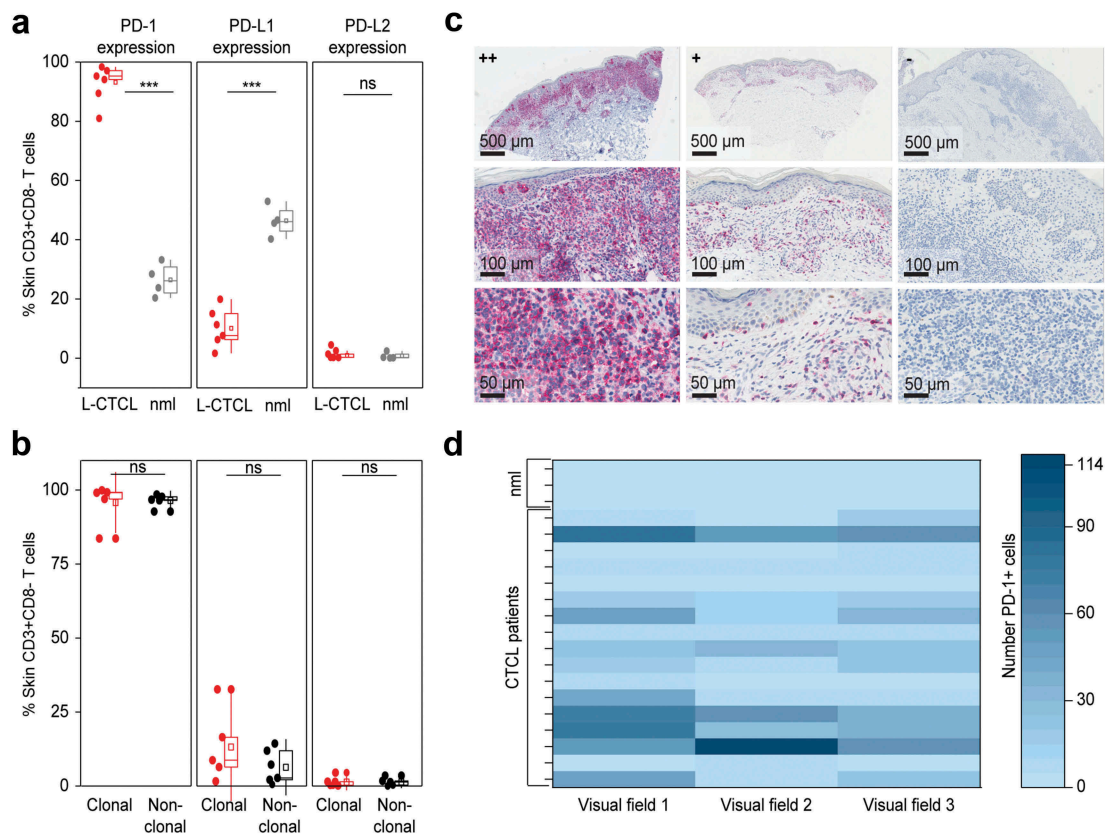 a
PD-1 expression
PD-L1 expression
PD-L2 expression
% Skin CD3+CD8- T cells
100
80
60
40
20
0
***
***
ns
L-CTCL nml
L-CTCL nml
L-CTCL nml
b
% Skin CD3+CD8- T cells
100
75
50
25
0
ns
ns
ns
Clonal Non-clonal
Clonal Non-clonal
Clonal Non-clonal
c
++
+
-
500 µm
500 µm
500 µm
100 µm
100 µm
100 µm
50 µm
50 µm
50 µm
d
nml
CTCL patients
Visual field 1
Visual field 2
Visual field 3
Number PD-1+ cells
114
90
60
30
0